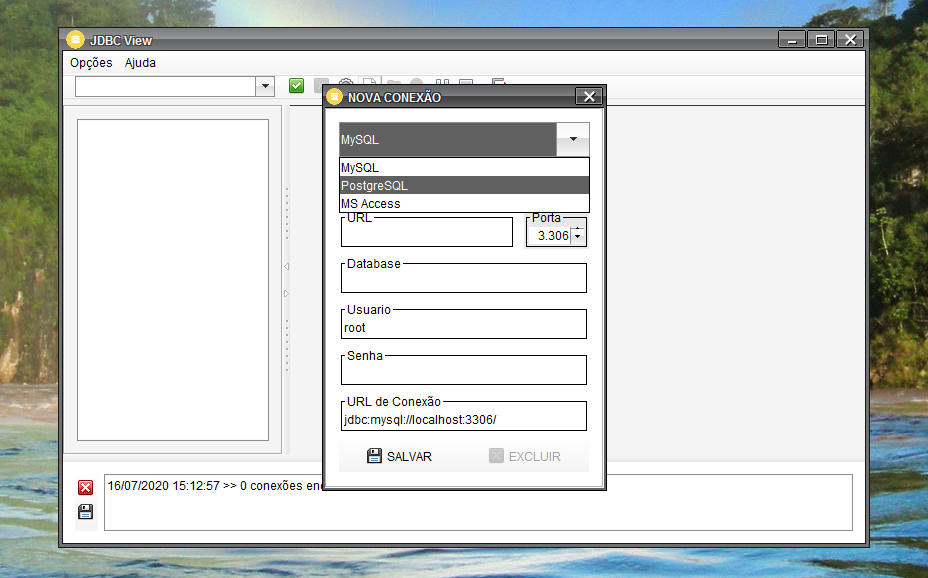 JDBC View
Opções Ajuda
NOVA CONEXÃO
MySQL
MySQL
PostgreSQL
MS Access
URL
Porta
3.306
Database
Usuario
root
Senha
URL de Conexão
jdbc:mysql://localhost:3306/
SALVAR
EXCLUIR
16/07/2020 15:12:57 >> 0 conexões